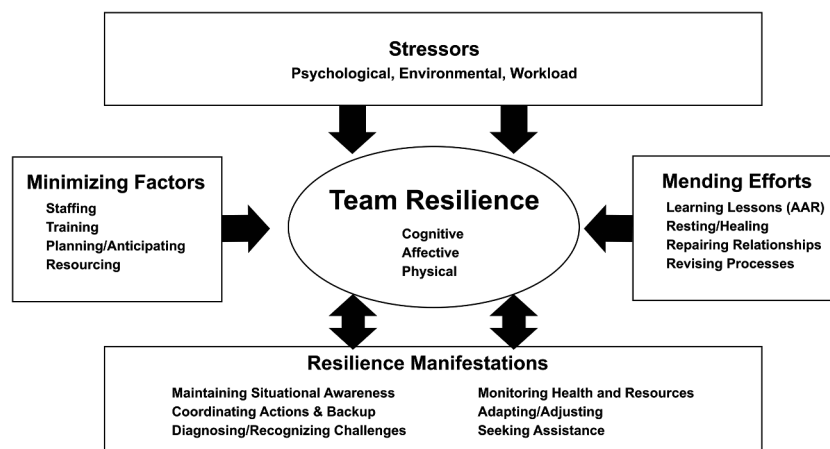 Stressors
Psychological, Environmental, Workload
Minimizing Factors
Staffing
Training
Planning/Anticipating
Resourcing
Team Resilience
Cognitive
Affective
Physical
Mending Efforts
Learning Lessons (AAR)
Resting/Healing
Repairing Relationships
Revising Processes
Resilience Manifestations
Maintaining Situational Awareness
Coordinating Actions & Backup
Diagnosing/Recognizing Challenges
Monitoring Health and Resources
Adapting/Adjusting
Seeking Assistance